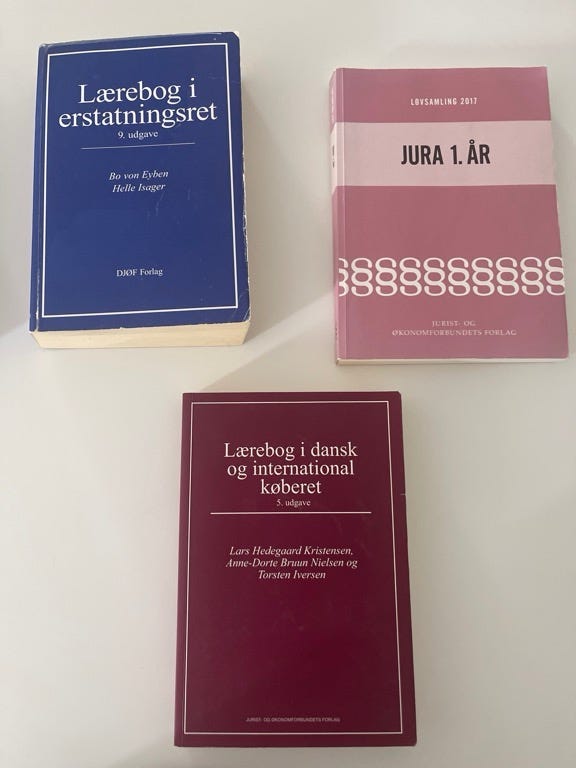 Lærebog i
erstatningsret
9. udgave
Bo von Eyben
Helle Isager
DJØF Forlag
LOVSAMLING 2017
JURA 1. ÅR
JURIST- OG
ØKONOMFORBUNDETS FORLAG
Lærebog i dansk
og international
køberet
5. udgave
Lars Hedegaard Kristensen,
Anne-Dorte Bruun Nielsen og
Torsten Iversen
JURIST- OG ØKONOMFORBUNDETS FORLAG